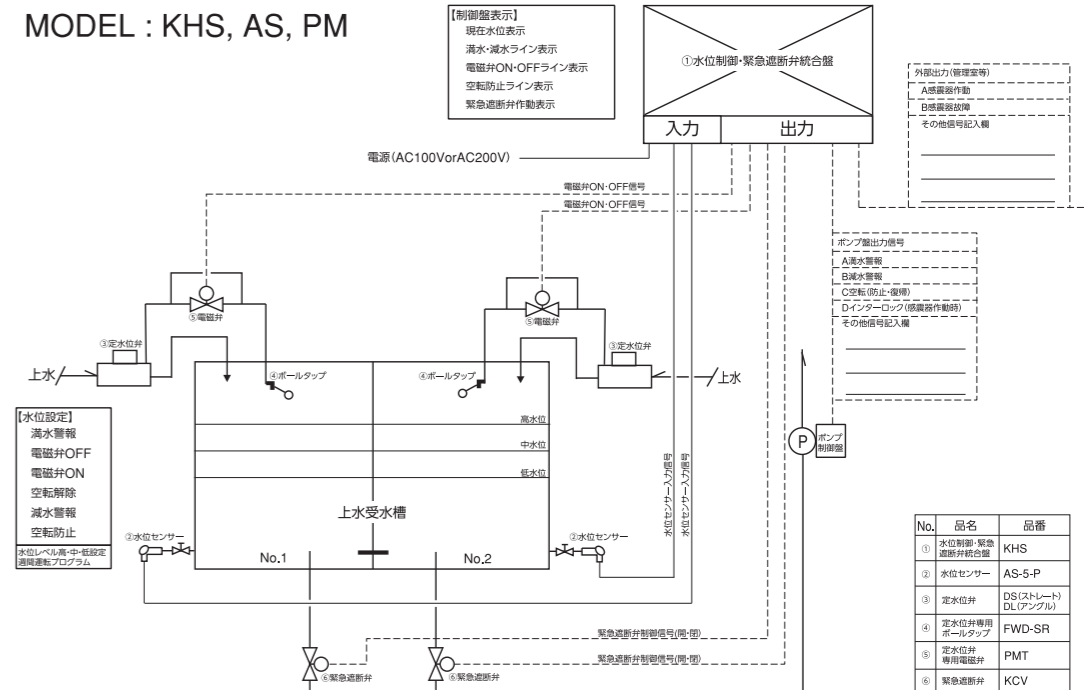 MODEL : KHS, AS, PM
【制御盤表示】
現在水位表示
満水・減水ライン表示
電磁弁ON・OFFライン表示
空転防止ライン表示
緊急遮断弁作動表示
①水位制御・緊急遮断弁統合盤
入力
出力
電源(AC100VorAC200V)
外部出力(管理室等)
A感震器作動
B感震器故障
その他信号記入欄
電磁弁ON・OFF信号
電磁弁ON・OFF信号
ポンプ盤出力信号
A満水警報
B減水警報
C空転(防止・復帰)
Dインターロック(感震器作動時)
その他信号記入欄
⑤電磁弁
⑤電磁弁
③定水位弁
③定水位弁
上水
④ボールタップ
④ボールタップ
上水
【水位設定】
満水警報
電磁弁OFF
電磁弁ON
空転解除
減水警報
空転防止
水位レベル高・中・低設定
週間運転プログラム
高水位
中水位
低水位
上水受水槽
No.1
No.2
②水位センサー
②水位センサー
水位センサー入力信号
水位センサー入力信号
P
ポンプ
制御盤
緊急遮断弁制御信号(開・閉)
緊急遮断弁制御信号(開・閉)
⑥緊急遮断弁
⑥緊急遮断弁
No. 品名 品番
① 水位制御・緊急
遮断弁統合盤 KHS
② 水位センサー AS-5-P
③ 定水位弁 DS(ストレート)
DL(アングル)
④ 定水位弁専用
ボールタップ FWD-SR
⑤ 定水位弁
専用電磁弁 PMT
⑥ 緊急遮断弁 KCV